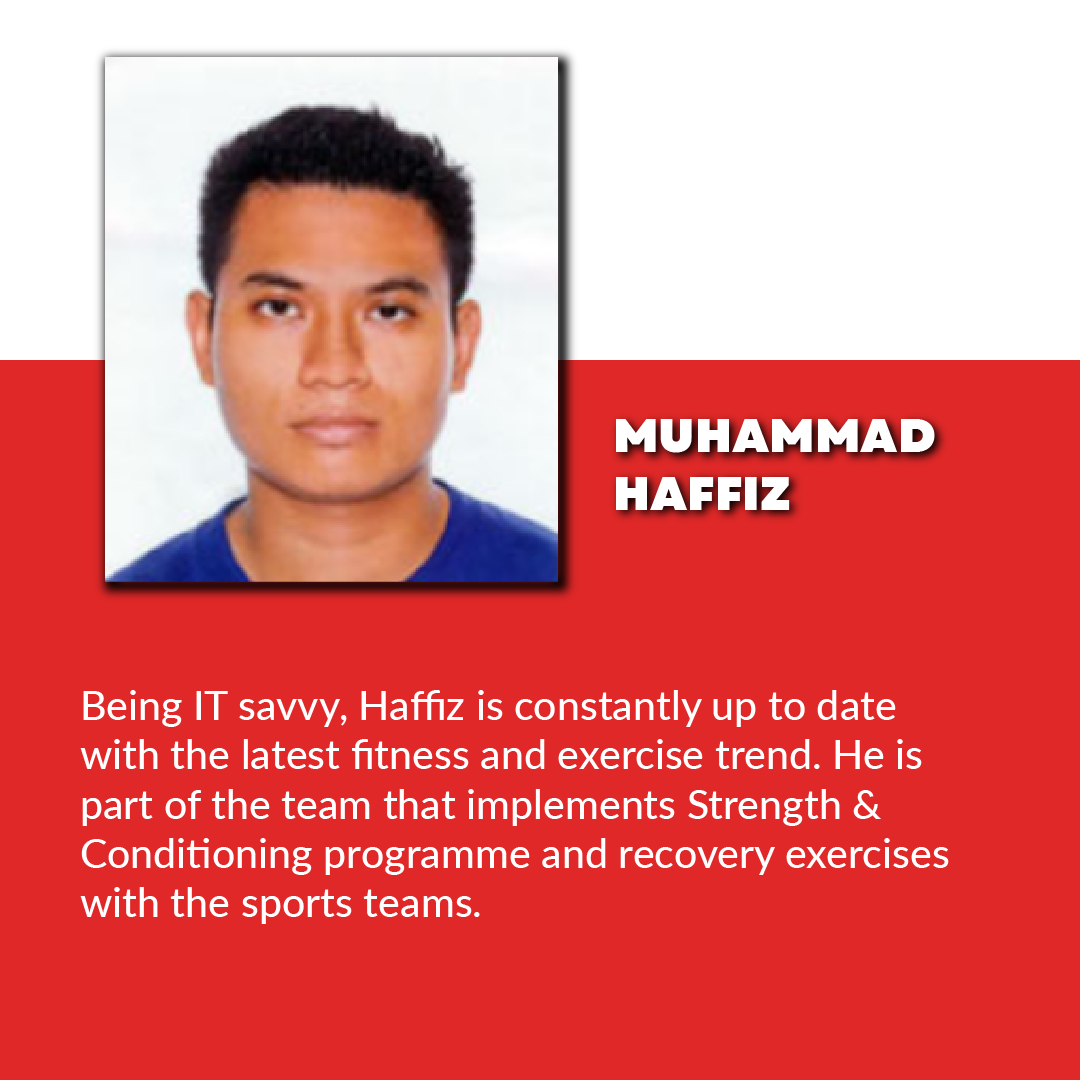 MUHAMMAD
HAFFIZ
Being IT savvy, Haffiz is constantly up to date
with the latest fitness and exercise trend. He is
part of the team that implements Strength &
Conditioning programme and recovery exercises
with the sports teams.